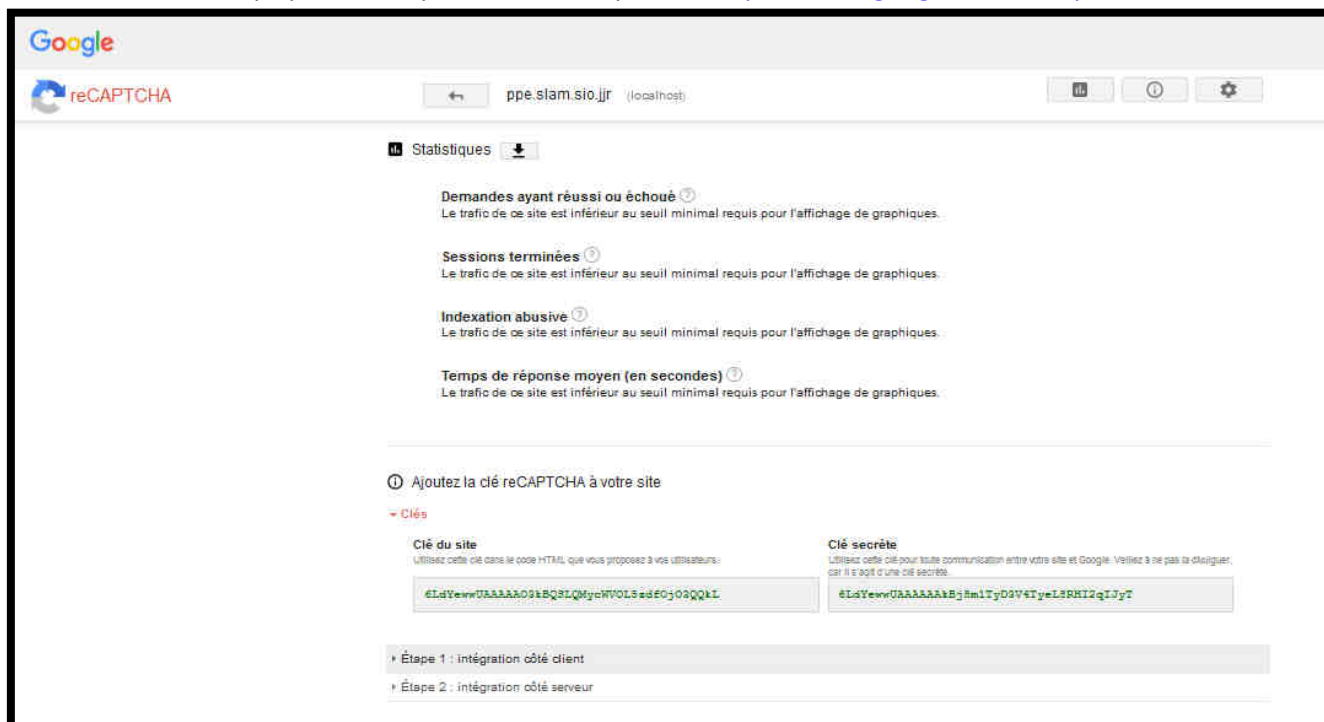 Google
reCAPTCHA
ppe.slam.sio.jjr (localhost)
Statistiques
Demandes ayant réussi ou échoué ?
Le trafic de ce site est inférieur au seuil minimal requis pour l'affichage de graphiques.
Sessions terminées ?
Le trafic de ce site est inférieur au seuil minimal requis pour l'affichage de graphiques.
Indexation abusive ?
Le trafic de ce site est inférieur au seuil minimal requis pour l'affichage de graphiques.
Temps de réponse moyen (en secondes) ?
Le trafic de ce site est inférieur au seuil minimal requis pour l'affichage de graphiques.
Ajoutez la clé reCAPTCHA à votre site
Clés
Clé du site
Utilisez cette clé dans le code HTML que vous proposez à vos utilisateurs.
Clé secrète
Utilisez cette clé pour toute communication entre votre site et Google. Veillez à ne pas la divulguer,
car il s'agit d'une clé secrète.
Étape 1 : intégration côté client
Étape 2 : intégration côté serveur